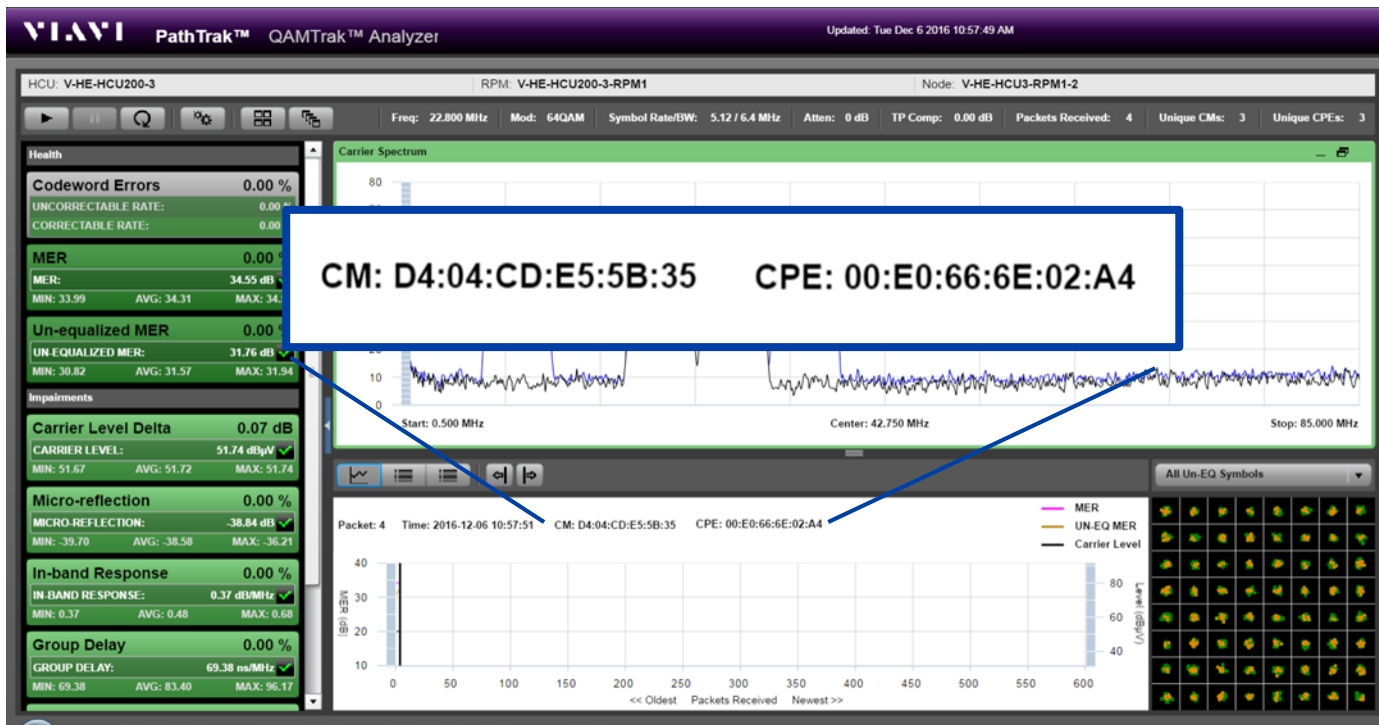 VIAVI PathTrak™ QAMTrak™ Analyzer
Updated: Tue Dec 6 2016 10:57:49 AM
HCU: V-HE-HCU200-3 RPM: V-HE-HCU200-3-RPM1 Node: V-HE-HCU3-RPM1-2
Freq: 22.800 MHz Mod: 64QAM Symbol Rate/BW: 5.12 / 6.4 MHz Atten: 0 dB TP Comp: 0.00 dB Packets Received: 4 Unique CMs: 3 Unique CPEs: 3
Health
Codeword Errors 0.00 %
UNCORRECTABLE RATE: 0.00 %
CORRECTABLE RATE: 0.00
MER 0.00
MER: 34.55 dB
MIN: 33.99 AVG: 34.31 MAX: 34.
Un-equalized MER 0.00
UN-EQUALIZED MER: 31.76 dB
MIN: 30.82 AVG: 31.57 MAX: 31.94
Impairments
Carrier Level Delta 0.07 dB
CARRIER LEVEL: 51.74 dBµV
MIN: 51.67 AVG: 51.72 MAX: 51.74
Micro-reflection 0.00 %
MICRO-REFLECTION: -38.84 dB
MIN: -39.70 AVG: -38.58 MAX: -36.21
In-band Response 0.00 %
IN-BAND RESPONSE: 0.37 dB/MHz
MIN: 0.37 AVG: 0.48 MAX: 0.68
Group Delay 0.00 %
GROUP DELAY: 69.38 ns/MHz
MIN: 69.38 AVG: 83.40 MAX: 96.17
Carrier Spectrum
80
CM: D4:04:CD:E5:5B:35 CPE: 00:E0:66:6E:02:A4
20
10
0
Start: 0.500 MHz Center: 42.750 MHz Stop: 85.000 MHz
All Un-EQ Symbols
Packet: 4 Time: 2016-12-06 10:57:51 CM: D4:04:CD:E5:5B:35 CPE: 00:E0:66:6E:02:A4
MER
UN-EQ MER
Carrier Level
MER (dB)
40
30
20
10
Level (dBµV)
80
60
40
0 50 100 150 200 250 300 350 400 450 500 550 600
<< Oldest Packets Received Newest >>